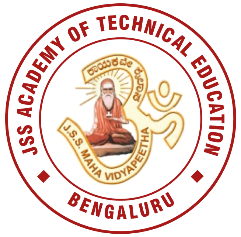 JSS ACADEMY OF TECHNICAL EDUCATION
BENGALURU
J.S.S. MAHA VIDYAPEETHA